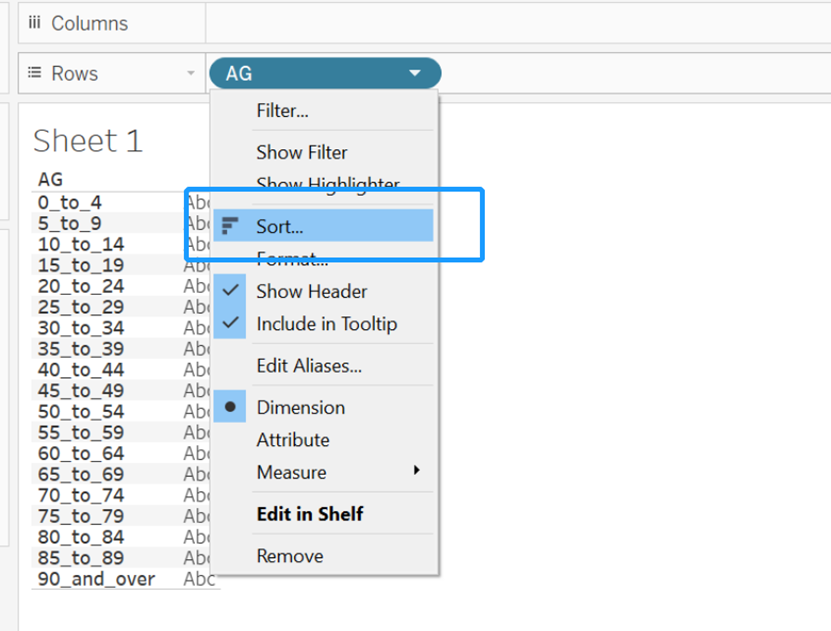 Columns
Rows
AG
Sheet 1
AG
0_to_4
5_to_9
10_to_14
15_to_19
20_to_24
25_to_29
30_to_34
35_to_39
40_to_44
45_to_49
50_to_54
55_to_59
60_to_64
65_to_69
70_to_74
75_to_79
80_to_84
85_to_89
90_and_over Abc
Filter...
Show Filter
Show Highlighter
Sort...
Format...
Show Header
Include in Tooltip
Edit Aliases...
Dimension
Attribute
Measure
Edit in Shelf
Remove